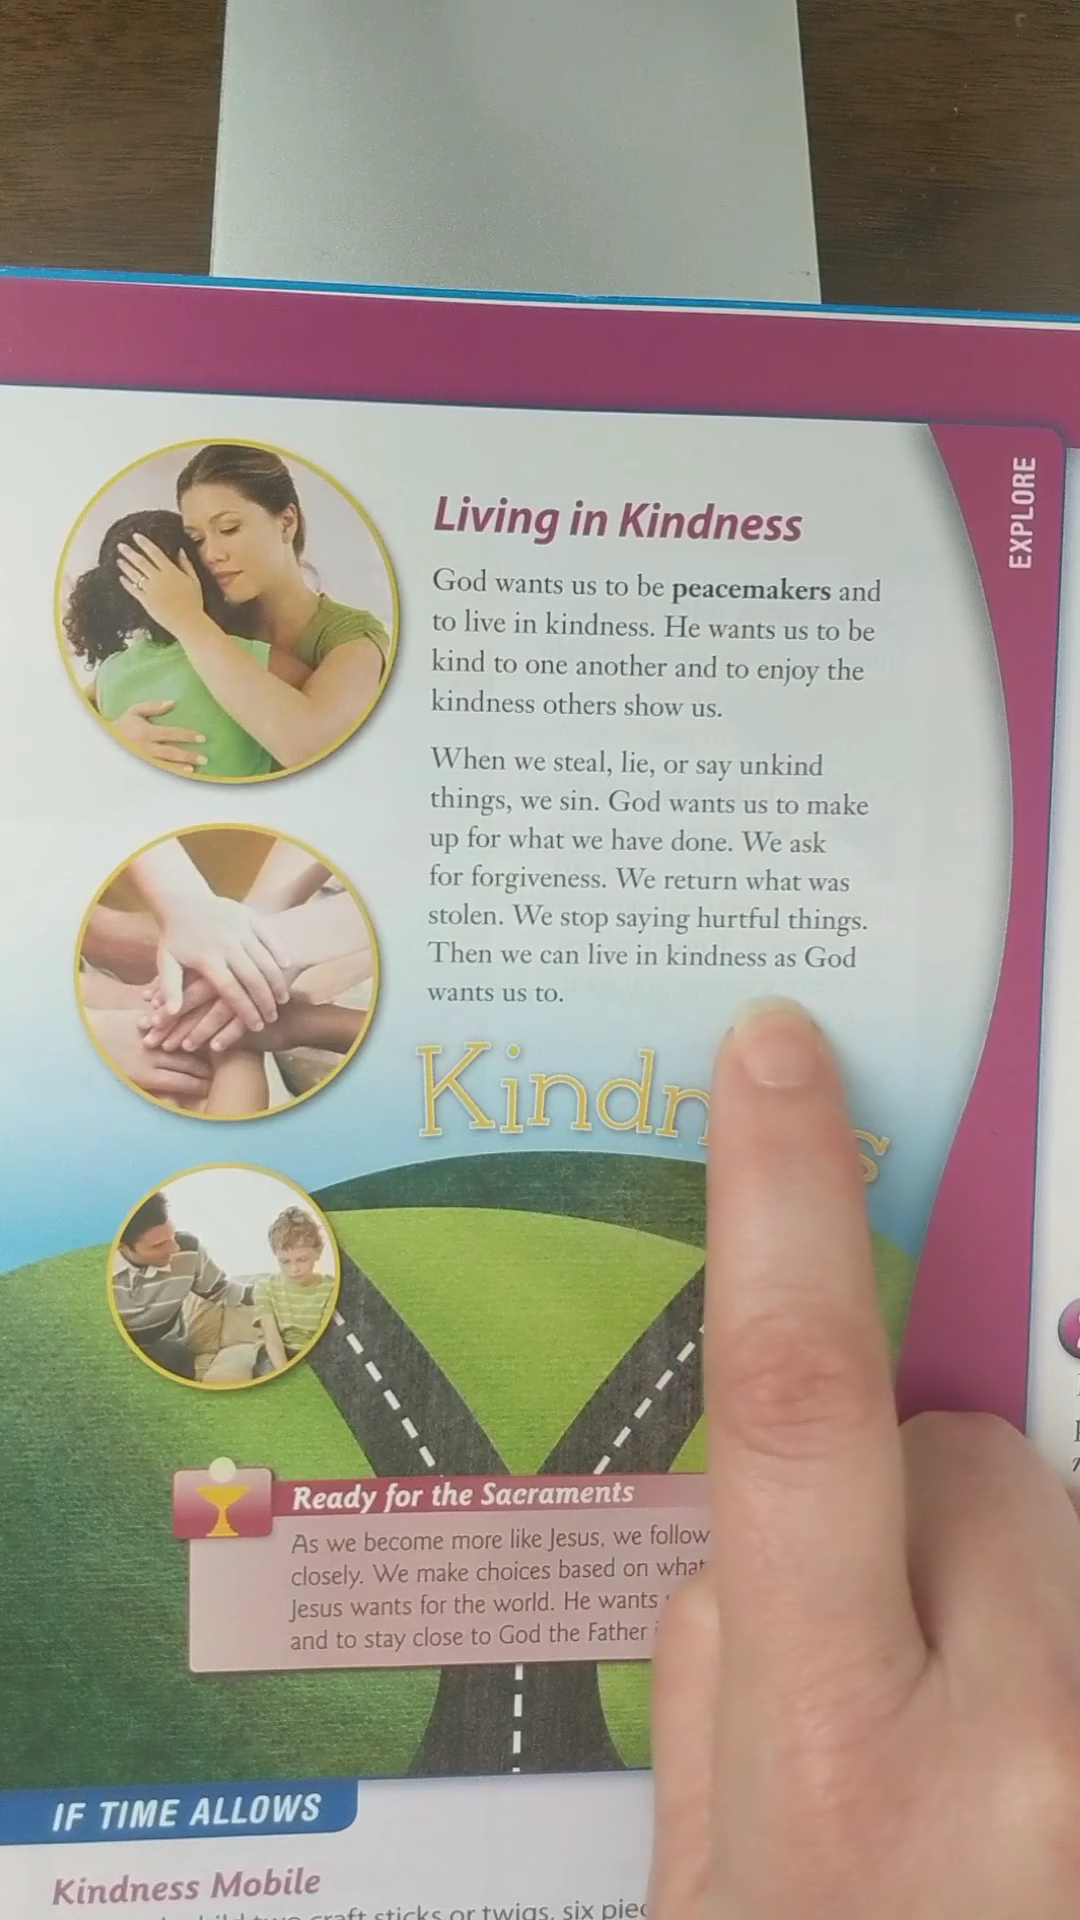 EXPLORE
Living in Kindness
God wants us to be peacemakers and
to live in kindness. He wants us to be
kind to one another and to enjoy the
kindness others show us.
When we steal, lie, or say unkind
things, we sin. God wants us to make
up for what we have done. We ask
for forgiveness. We return what was
stolen. We stop saying hurtful things.
Then we can live in kindness as God
wants us to.
Ready for the Sacraments
As we become more like Jesus, we follow
closely. We make choices based on what
Jesus wants for the world. He wants
and to stay close to God the Father
IF TIME ALLOWS
Kindness Mobile
craft sticks or twigs, six